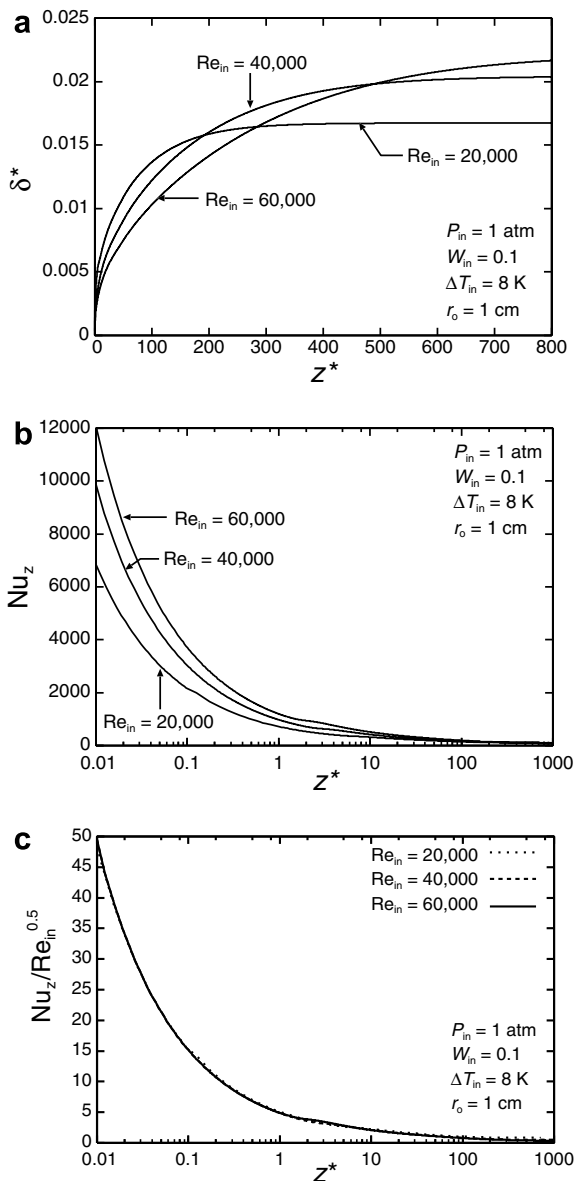 a
0.025
0.02
0.015
0.01
0.005
0
δ*
Re_in = 40,000
Re_in = 20,000
Re_in = 60,000
P_in = 1 atm
W_in = 0.1
ΔT_in = 8 K
r_o = 1 cm
0 100 200 300 400 500 600 700 800
z*
b
12000
10000
8000
6000
4000
2000
0
Nu_z
Re_in = 60,000
Re_in = 40,000
Re_in = 20,000
P_in = 1 atm
W_in = 0.1
ΔT_in = 8 K
r_o = 1 cm
0.01 0.1 1 10 100 1000
z*
c
50
45
40
35
30
25
20
15
10
5
0
Nu_z/Re_in^0.5
Re_in = 20,000
Re_in = 40,000
Re_in = 60,000
P_in = 1 atm
W_in = 0.1
ΔT_in = 8 K
r_o = 1 cm
0.01 0.1 1 10 100 1000
z*